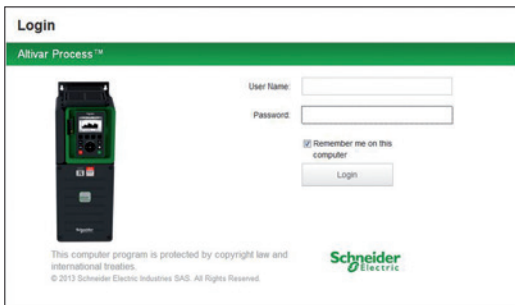 Login
Altivar Process™
User Name:
Password:
Remember me on this
computer
Login
This computer program is protected by copyright law and
international treaties.
© 2013 Schneider Electric Industries SAS. All Rights Reserved.
Schneider
Electric